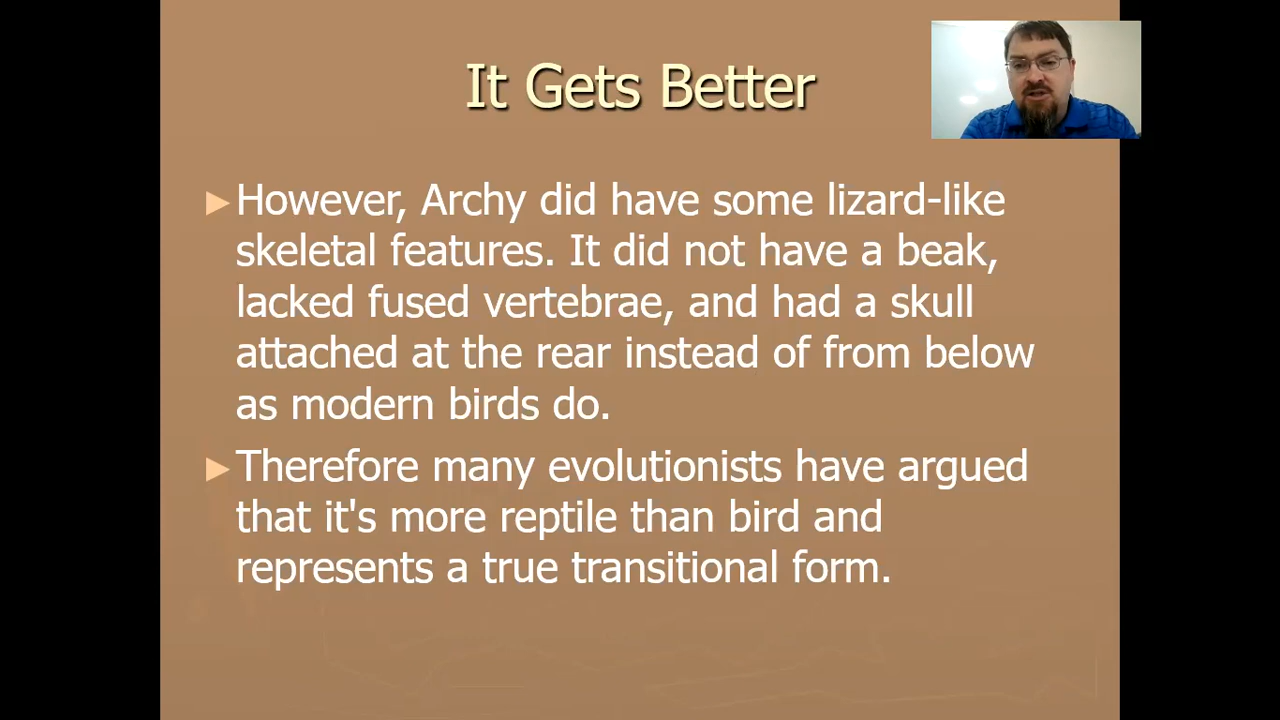 It Gets Better
However, Archy did have some lizard-like
skeletal features. It did not have a beak,
lacked fused vertebrae, and had a skull
attached at the rear instead of from below
as modern birds do.
Therefore many evolutionists have argued
that it's more reptile than bird and
represents a true transitional form.